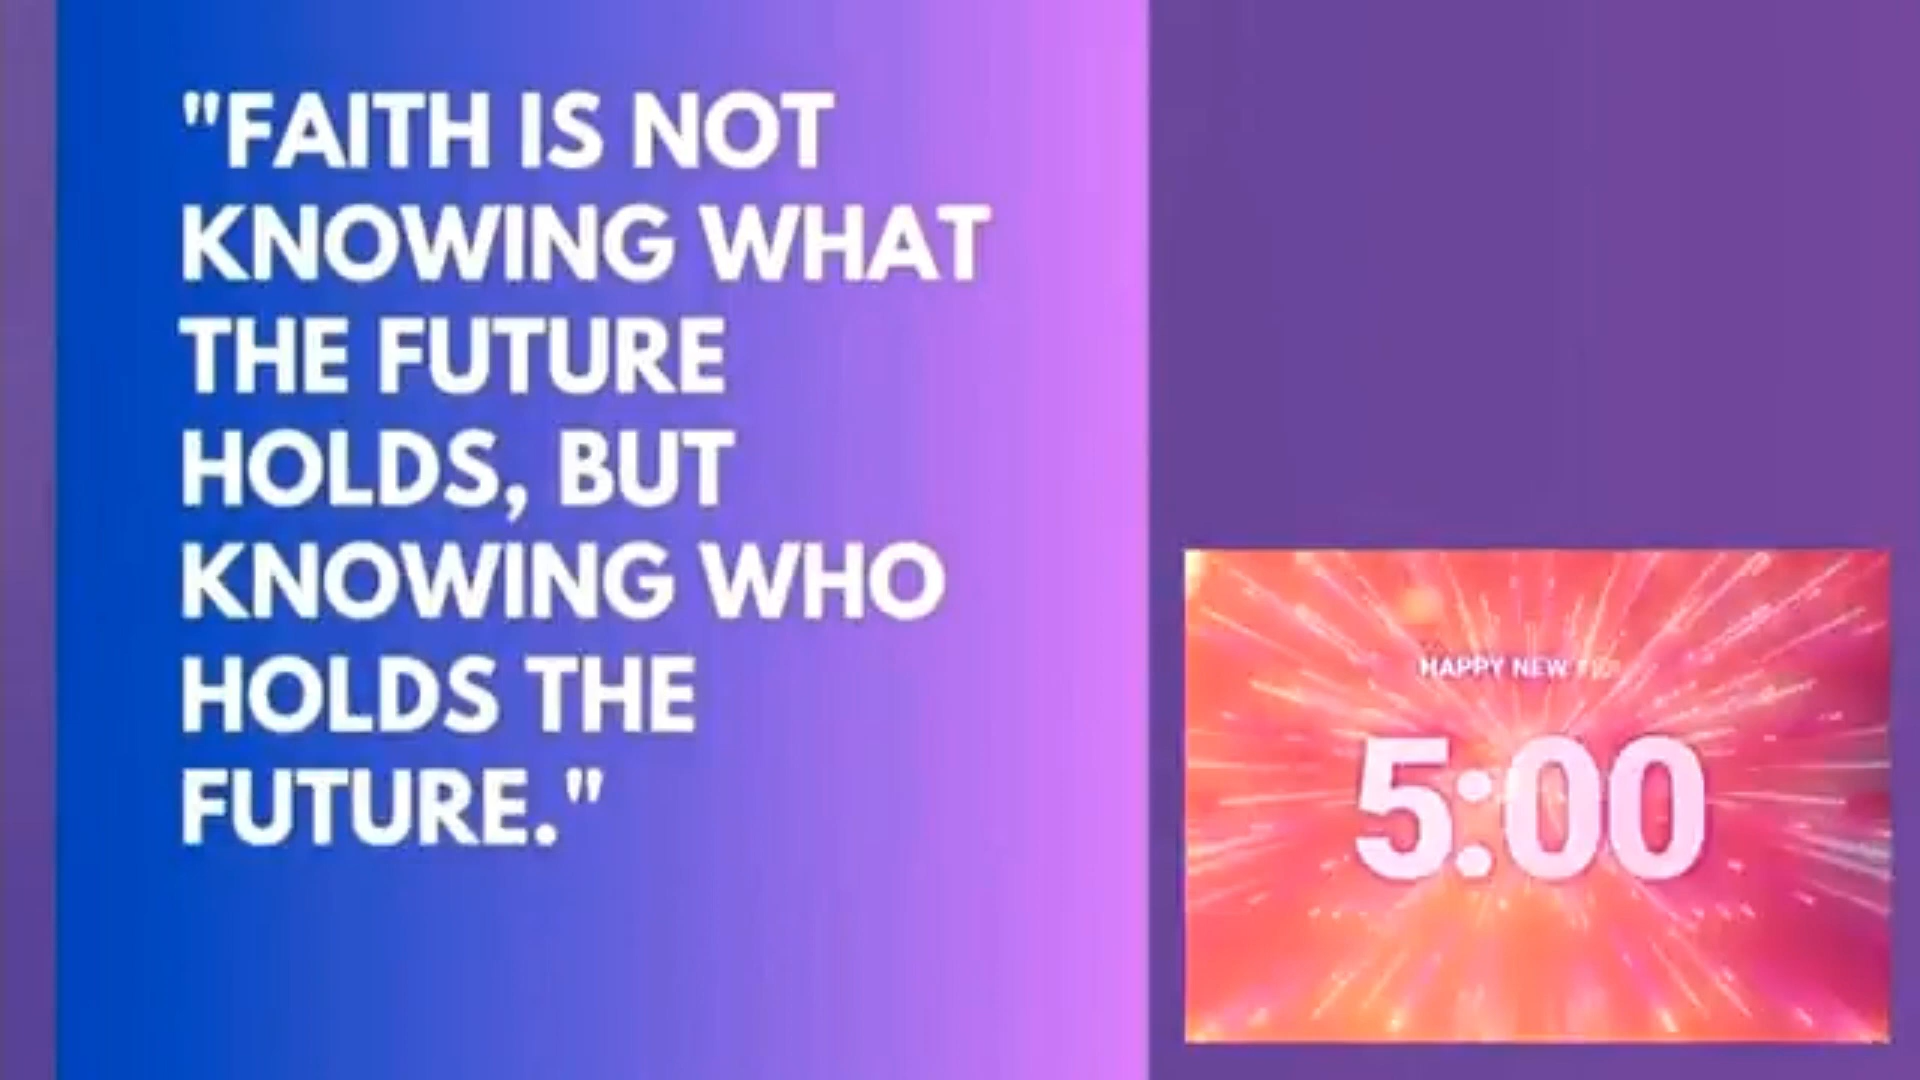 "FAITH IS NOT
KNOWING WHAT
THE FUTURE
HOLDS, BUT
KNOWING WHO
HOLDS THE
FUTURE."
HAPPY NEW
5:00